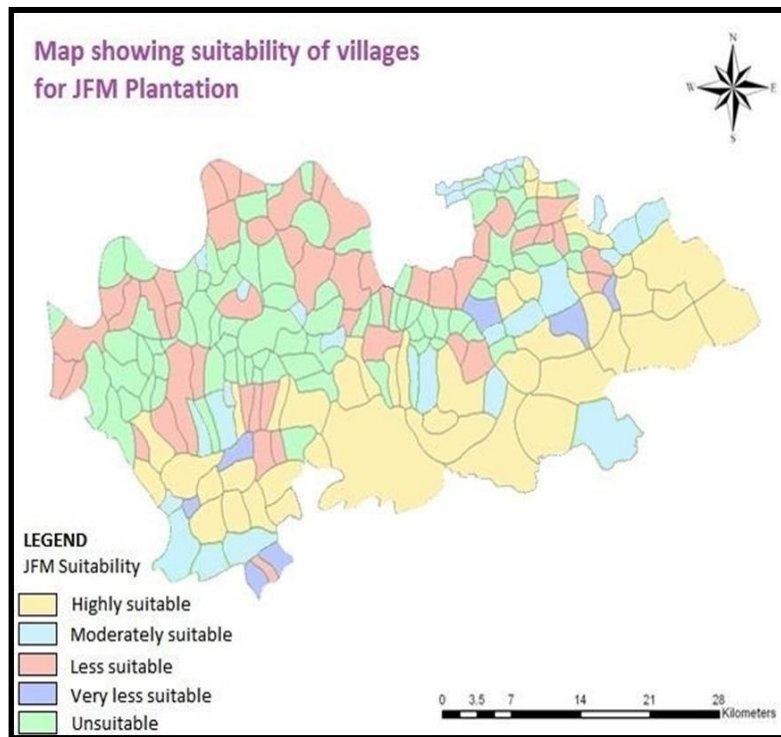 Map showing suitability of villages
for JFM Plantation
N
W E
S
LEGEND
JFM Suitability
Highly suitable
Moderately suitable
Less suitable
Very less suitable
Unsuitable
0 3.5 7 14 21 28
Kilometers